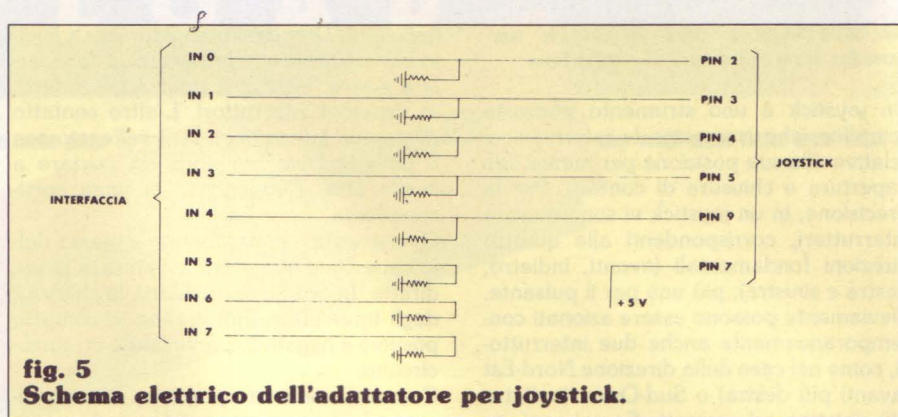 IN 0
PIN 2
IN 1
PIN 3
IN 2
PIN 4
IN 3
PIN 5
JOYSTICK
INTERFACCIA
IN 4
PIN 9
IN 5
PIN 7
IN 6
+5 V
IN 7
fig. 5
Schema elettrico dell'adattatore per joystick.